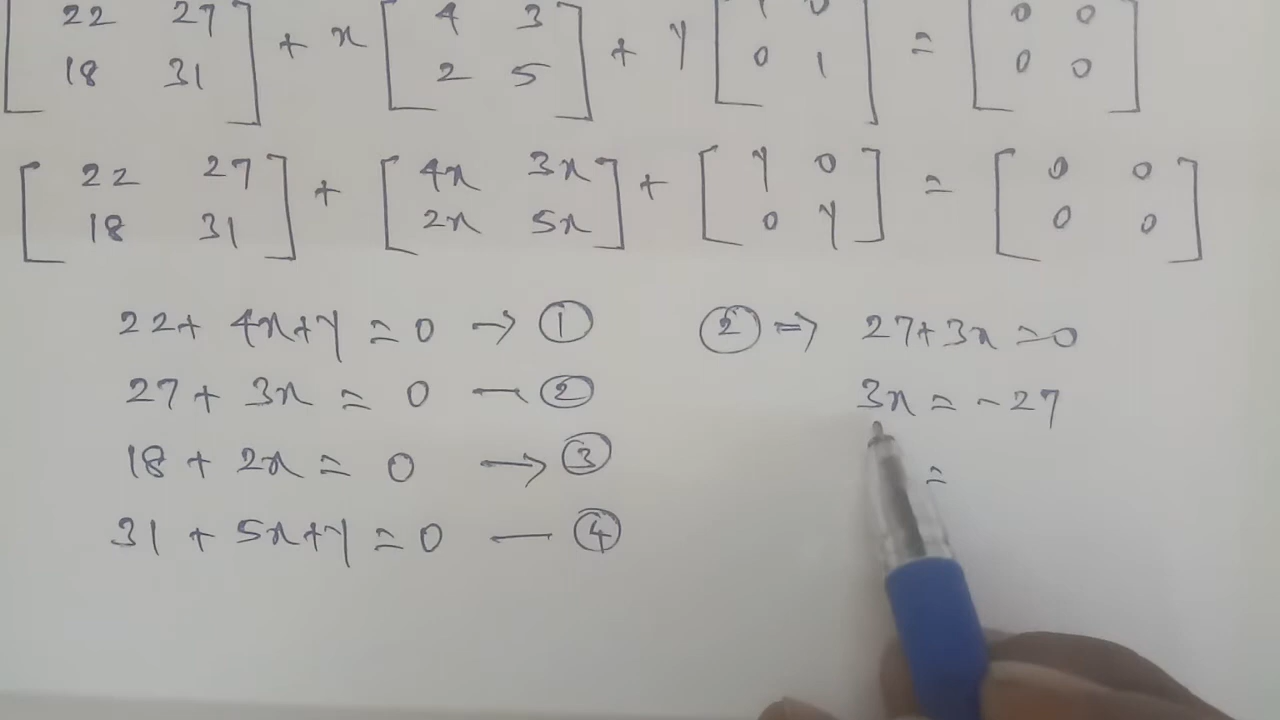 [22 27 18 31] + x [4 3 2 5] + y [1 0 0 1] = [0 0 0 0]
[22 27 18 31] + [4x 3x 2x 5x] + [y 0 0 y] = [0 0 0 0]
22 + 4x + y = 0 → ①
27 + 3x = 0 — ②
18 + 2x = 0 → ③
31 + 5x + y = 0 — ④
② ⇒ 27 + 3x = 0
3x = -27
=